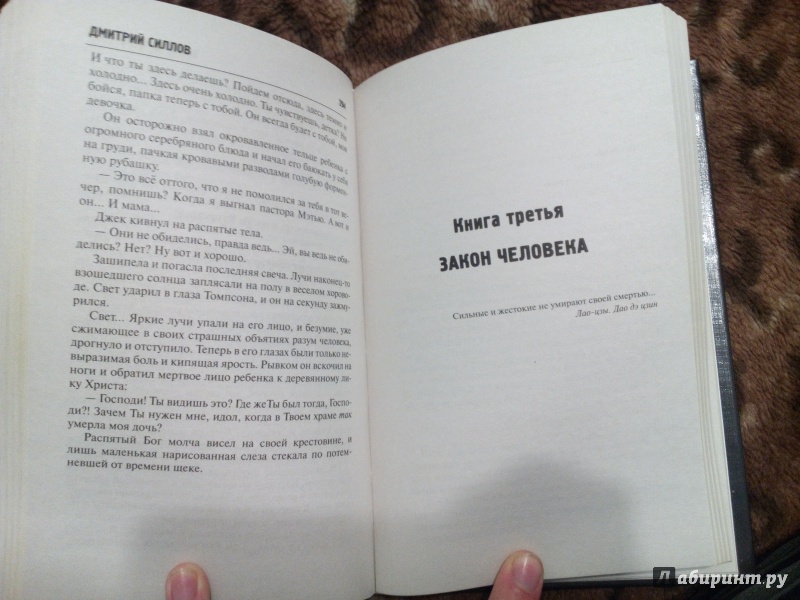 ДМИТРИЙ СИЛЛОВ
И что ты здесь делаешь? Пойдем отсюда, здесь темно и
холодно... Здесь очень холодно. Ты чувствуешь, детка? Не
бойся, папка теперь с тобой. Он всегда будет с тобой, моя
девочка.
Он осторожно взял окровавленное тельце ребенка с
огромного серебряного блюда и начал его баюкать у себя
на груди, пачкая кровавыми разводами голубую формен-
ную рубашку.
— Это всё оттого, что я не помолился за тебя в тот ве-
чер, помнишь? Когда я выгнал пастора Мэтью. А вот и
он... И мама...
Джек кивнул на распятые тела.
— Они не обиделись, правда ведь... Эй, вы ведь не оби-
делись? Нет? Ну вот и хорошо.
Зашипела и погасла последняя свеча. Лучи наконец-то
взошедшего солнца заплясали на полу в веселом хорово-
де. Свет ударил в глаза Томпсона, и он на секунду зажму-
рился.
Свет... Яркие лучи упали на его лицо, и безумие, уже
сжимающее в своих страшных объятиях разум человека,
дрогнуло и отступило. Теперь в его глазах были только не-
выразимая боль и кипящая ярость. Рывком он вскочил на
ноги и обратил мертвое лицо ребенка к деревянному ли-
ку Христа:
— Господи! Ты видишь это? Где жеТы был тогда, Госпо-
ди?! Зачем Ты нужен мне, идол, когда в Твоем храме так
умерла моя дочь?
Распятый Бог молча висел на своей крестовине, и
лишь маленькая нарисованная слеза стекала по потем-
невшей от времени щеке.
Книга третья
ЗАКОН ЧЕЛОВЕКА
Сильные и жестокие не умирают своей смертью...
Лао-цзы. Дао дэ цзин
Лабиринт.ру